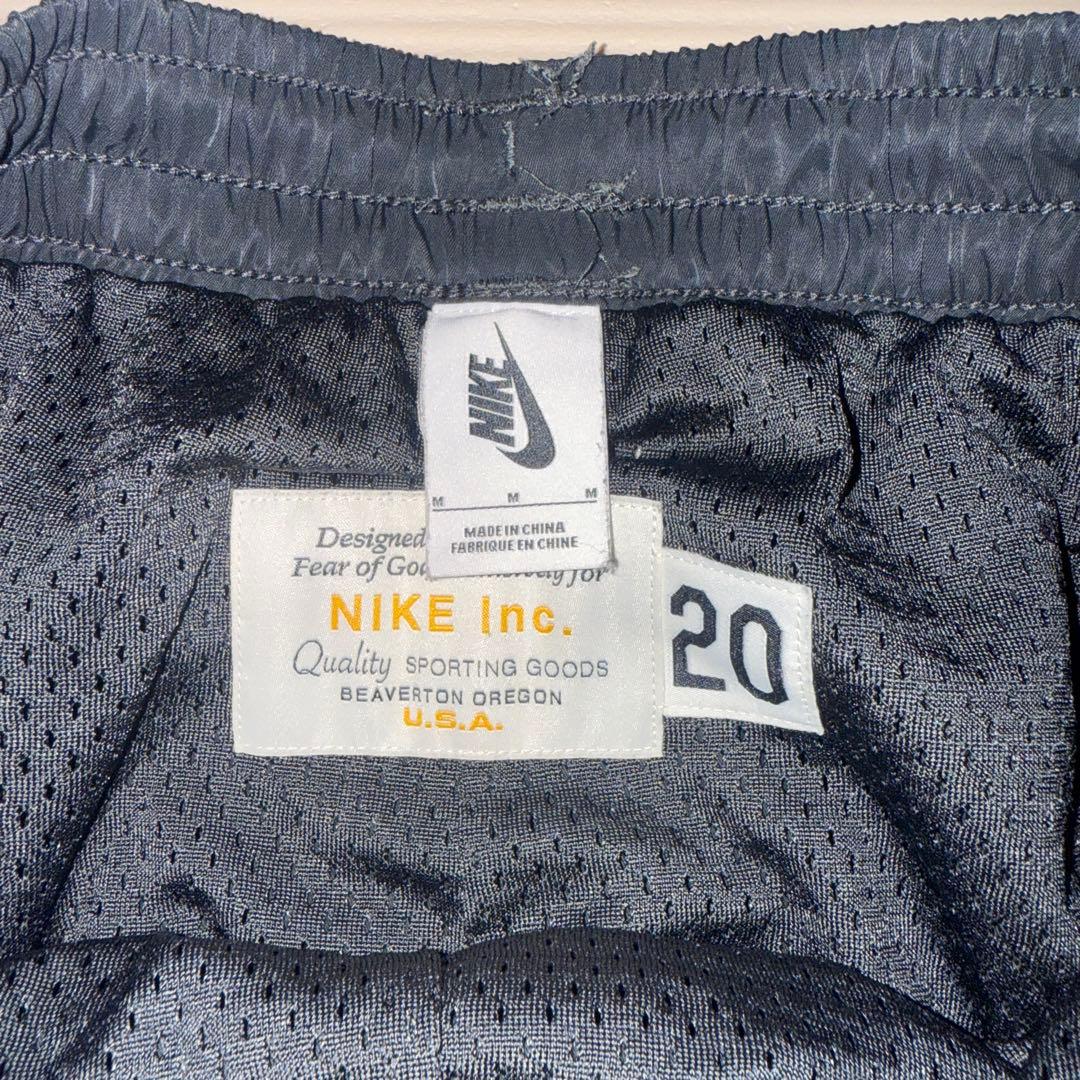 NIKE
M M M
MADE IN CHINA
FABRIQUE EN CHINE
Designed
Fear of God for
NIKE Inc.
Quality SPORTING GOODS
BEAVERTON OREGON
U.S.A.
20